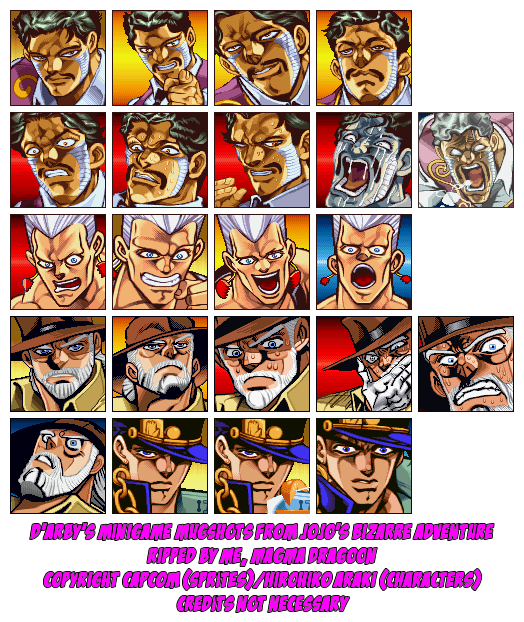 D'ARBY'S MINIGAME MUGSHOTS FROM JOJO'S BIZARRE ADVENTURE
RIPPED BY ME, MAGMA DRAGOON
COPYRIGHT CAPCOM (SPRITES)/HIROHIKO ARAKI (CHARACTERS)
CREDITS NOT NECESSARY